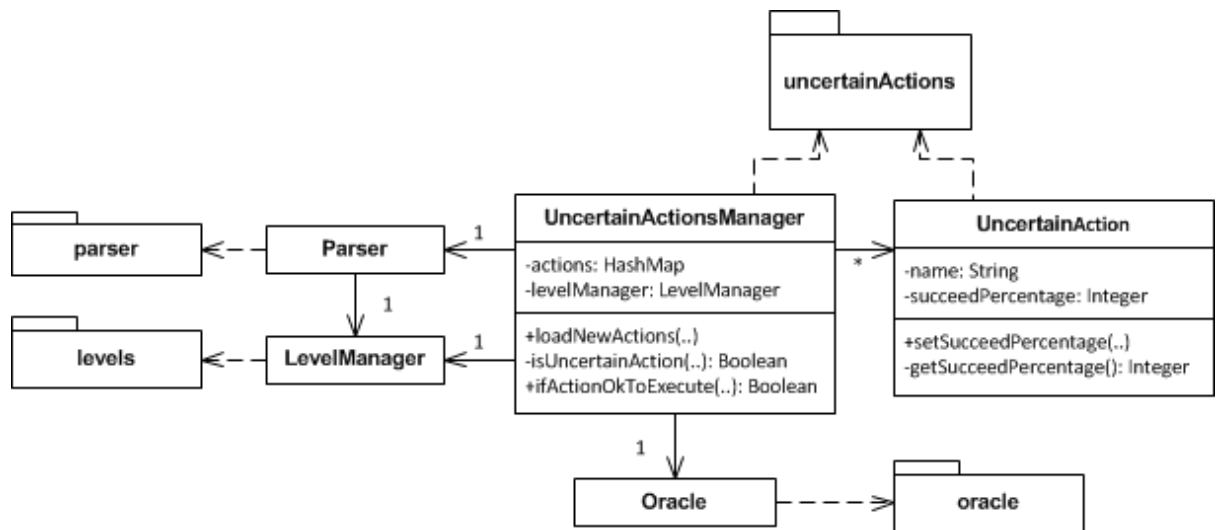 uncertainActions
UncertainActionsManager
-actions: HashMap
-levelManager: LevelManager
+loadNewActions(..)
-isUncertainAction(..): Boolean
+ifActionOkToExecute(..): Boolean
UncertainAction
-name: String
-succeedPercentage: Integer
+setSucceedPercentage(..)
-getSucceedPercentage(): Integer
parser
Parser
1
*
1
levels
LevelManager
1
1
Oracle
oracle